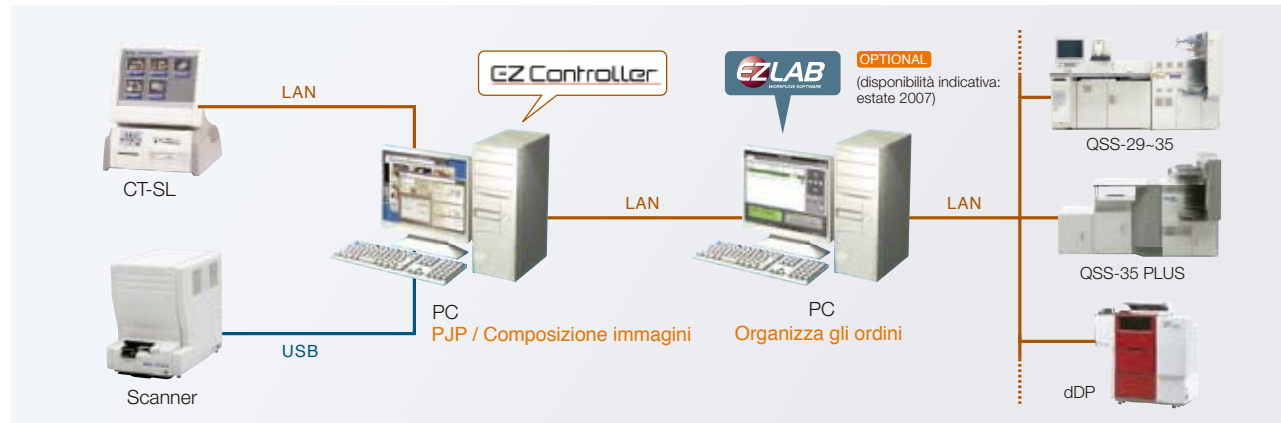 LAN
CT-SL
USB
Scanner
EZ Controller
PC
PJP / Composizione immagini
LAN
EZLAB
WORKFLOW SOFTWARE
OPTIONAL
(disponibilità indicativa:
estate 2007)
PC
Organizza gli ordini
LAN
QSS-29~35
QSS-35 PLUS
dDP